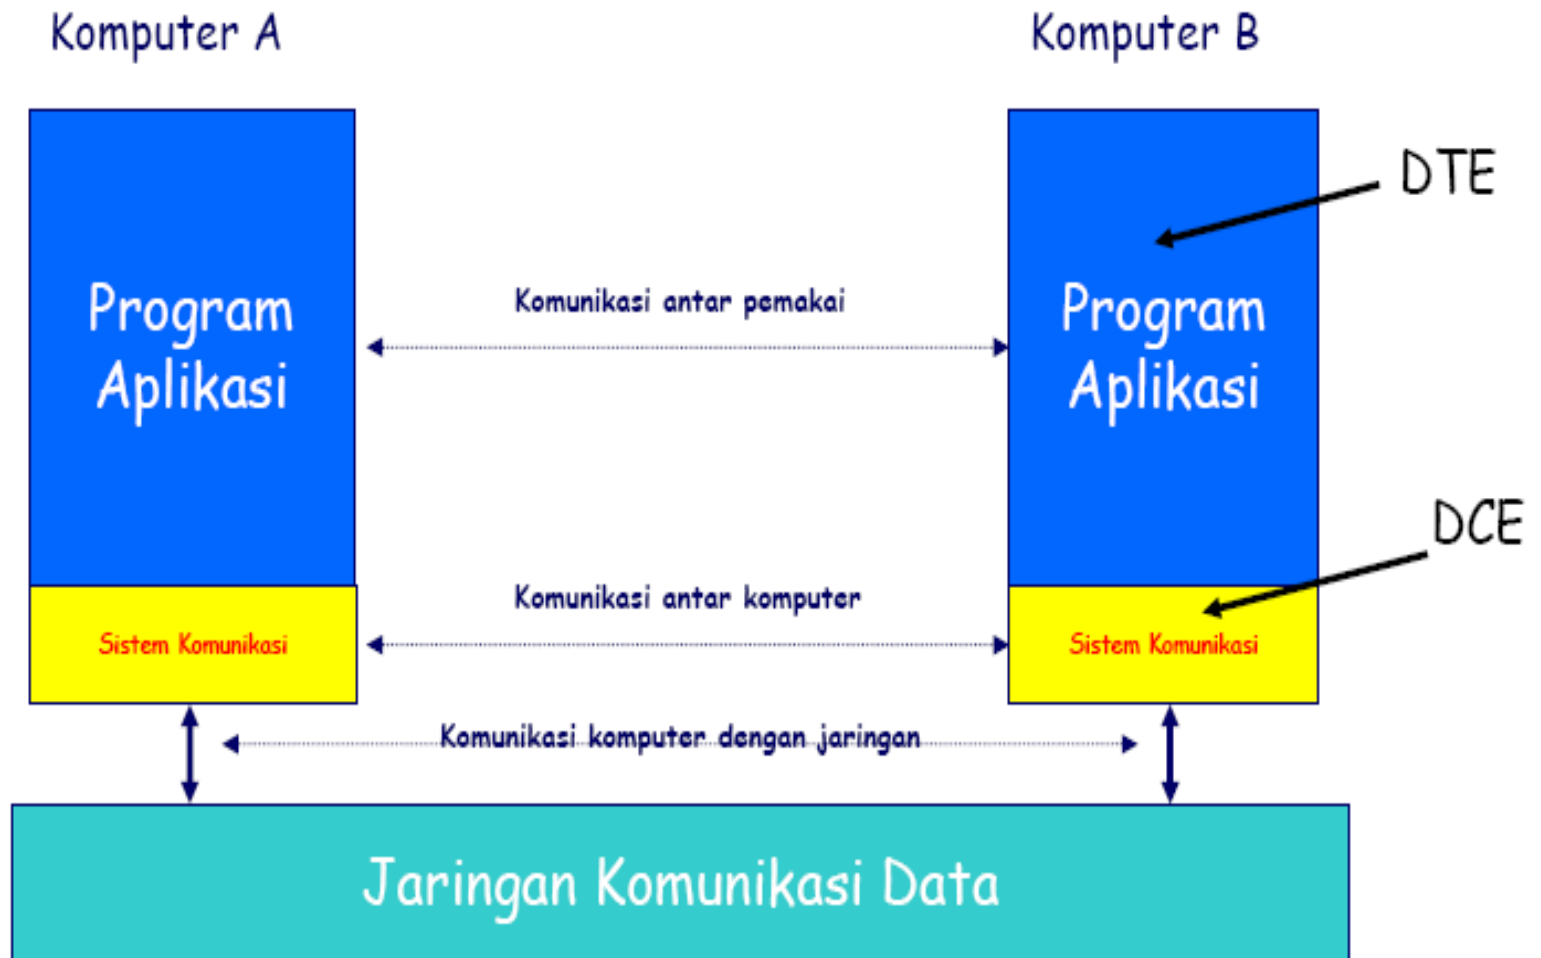 Komputer A
Komputer B
DTE
Program
Aplikasi
Komunikasi antar pemakai
Program
Aplikasi
DCE
Komunikasi antar komputer
Sistem Komunikasi
Sistem Komunikasi
Komunikasi komputer dengan jaringan
Jaringan Komunikasi Data